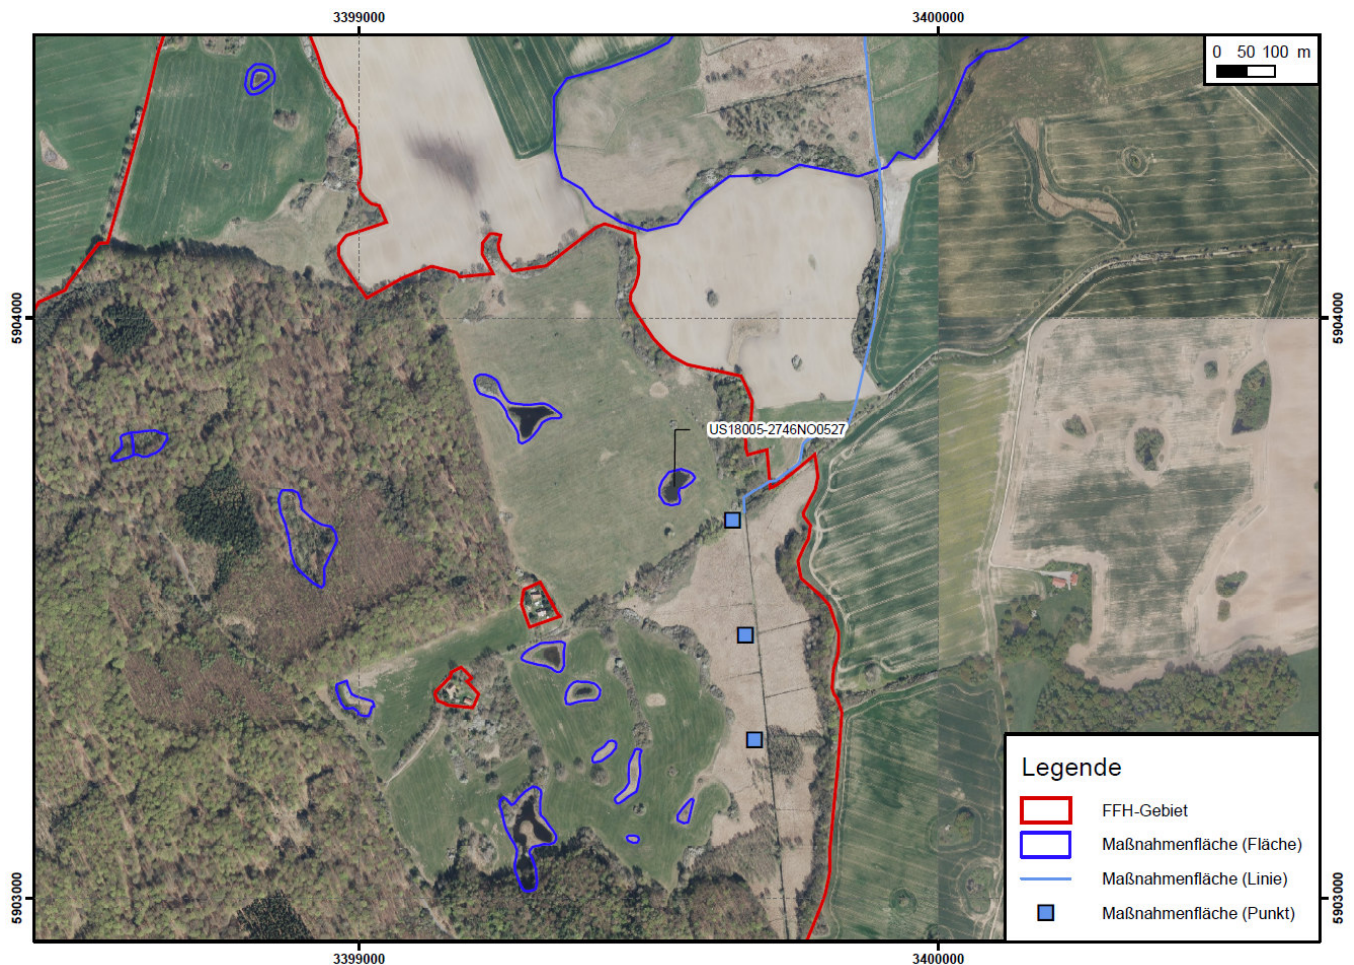 3399000
3400000
0 50 100 m
5904000
5904000
US18005-2746NO0527
Legende
FFH-Gebiet
Maßnahmenfläche (Fläche)
Maßnahmenfläche (Linie)
Maßnahmenfläche (Punkt)
5903000
5903000
3399000
3400000